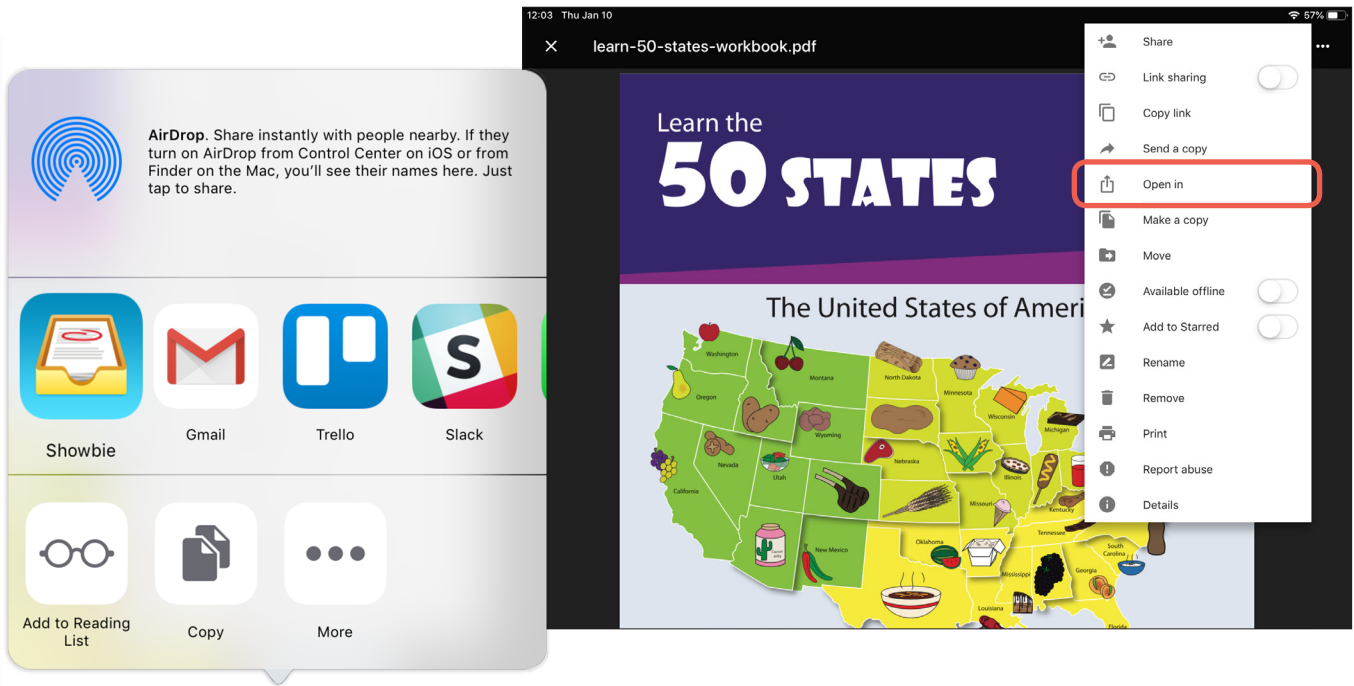 AirDrop. Share instantly with people nearby. If they
turn on AirDrop from Control Center on iOS or from
Finder on the Mac, you'll see their names here. Just
tap to share.
Showbie
Gmail
Trello
Slack
S
Add to Reading
List
Copy
More
12:03 Thu Jan 10
57%
learn-50-states-workbook.pdf
Learn the
50 STATES
The United States of Ameri
Washington
Montana
North Dakota
Minnesota
Oregon
Wisconsin
Michigan
Wyoming
Nebraska
Nevada
Utah
Illinois
California
Missouri
Kentucky
Tennessee
Oklahoma
New Mexico
South
Carolina
Mississippi
Georgia
Louisiana
Florida
Share
Link sharing
Copy link
Send a copy
Open in
Make a copy
Move
Available offline
Add to Starred
Rename
Remove
Print
Report abuse
Details